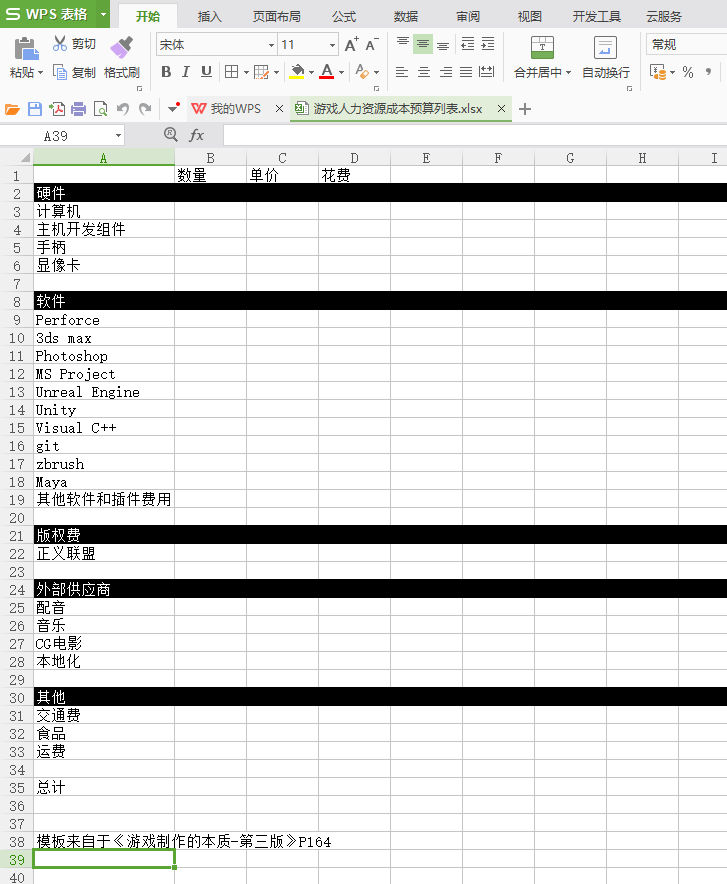 S WPS 表格 开始 插入 页面布局 公式 数据 审阅 视图 开发工具 云服务
剪切 宋体 11 A+ A- 常规
粘贴 复制 格式刷 B I U A 合并居中 自动换行 % ,
我的WPS 游戏人力资源成本预算列表.xlsx
A39 fx
A B C D E F G H I
1 数量 单价 花费
2 硬件
3 计算机
4 主机开发组件
5 手柄
6 显像卡
7
8 软件
9 Perforce
10 3ds max
11 Photoshop
12 MS Project
13 Unreal Engine
14 Unity
15 Visual C++
16 git
17 zbrush
18 Maya
19 其他软件和插件费用
20
21 版权费
22 正义联盟
23
24 外部供应商
25 配音
26 音乐
27 CG电影
28 本地化
29
30 其他
31 交通费
32 食品
33 运费
34
35 总计
36
37
38 模板来自于《游戏制作的本质-第三版》P164
39
40